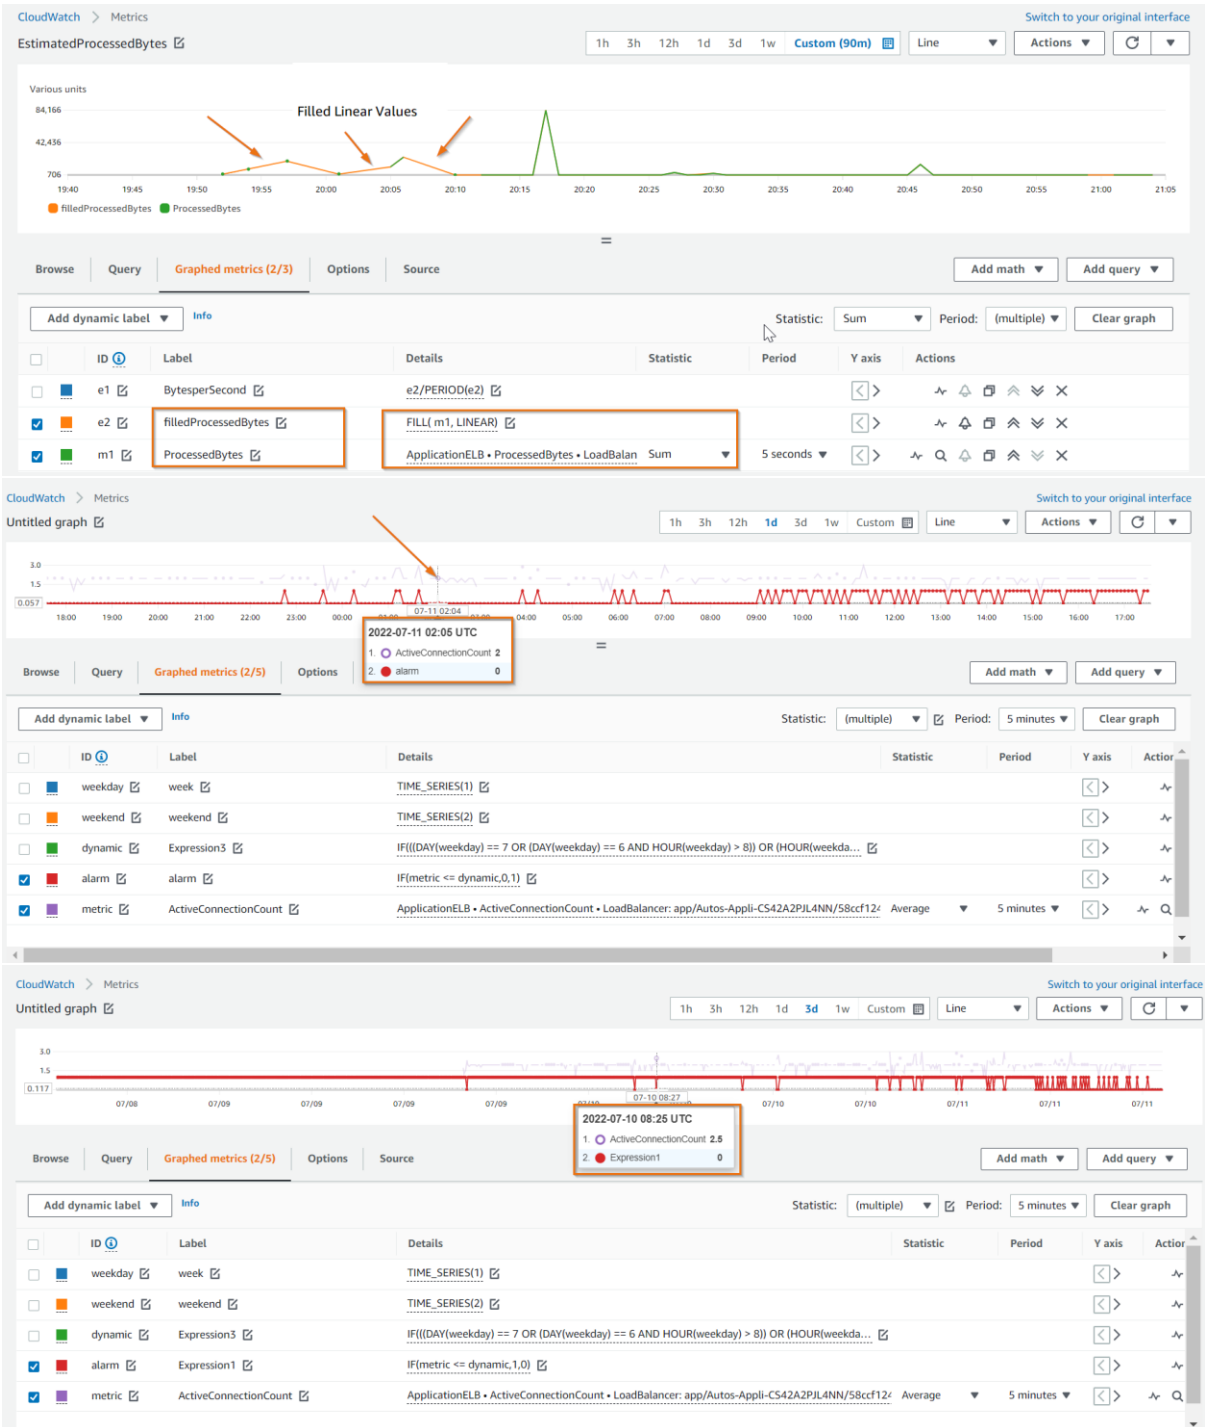 CloudWatch > Metrics Switch to your original interface
EstimatedProcessedBytes 1h 3h 12h 1d 3d 1w Custom (90m) Line Actions
Various units
84,166
Filled Linear Values
42,436
706
19:40 19:45 19:50 19:55 20:00 20:05 20:10 20:15 20:20 20:25 20:30 20:35 20:40 20:45 20:50 20:55 21:00 21:05
filledProcessedBytes ProcessedBytes
Browse Query Graphed metrics (2/3) Options Source Add math Add query
Add dynamic label Info Statistic: Sum Period: (multiple) Clear graph
ID Label Details Statistic Period Y axis Actions
e1 BytesperSecond e2/PERIOD(e2)
e2 filledProcessedBytes FILL( m1, LINEAR)
m1 ProcessedBytes ApplicationELB • ProcessedBytes • LoadBalan Sum 5 seconds
CloudWatch > Metrics Switch to your original interface
Untitled graph 1h 3h 12h 1d 3d 1w Custom Line Actions
3.0
1.5
0.057
07-11 02:04
18:00 19:00 20:00 21:00 22:00 23:00 00:00 03:00 04:00 05:00 06:00 07:00 08:00 09:00 10:00 11:00 12:00 13:00 14:00 15:00 16:00 17:00
2022-07-11 02:05 UTC
1. ActiveConnectionCount 2
2. alarm 0
Browse Query Graphed metrics (2/5) Options Add math Add query
Add dynamic label Info Statistic: (multiple) Period: 5 minutes Clear graph
ID Label Details Statistic Period Y axis Action
weekday week TIME_SERIES(1)
weekend weekend TIME_SERIES(2)
dynamic Expression3 IF(((DAY(weekday) == 7 OR (DAY(weekday) == 6 AND HOUR(weekday) > 8)) OR (HOUR(weekda...
alarm alarm IF(metric <= dynamic,0,1)
metric ActiveConnectionCount ApplicationELB • ActiveConnectionCount • LoadBalancer: app/Autos-Appli-CS42A2PJL4NN/58ccf124 Average 5 minutes
CloudWatch > Metrics Switch to your original interface
Untitled graph 1h 3h 12h 1d 3d 1w Custom Line Actions
3.0
1.5
0.117
07-10 08:27
07/08 07/09 07/09 07/09 07/09 07/10 07/10 07/11 07/11 07/11
2022-07-10 08:25 UTC
1. ActiveConnectionCount 2.5
2. Expression1 0
Browse Query Graphed metrics (2/5) Options Source Add math Add query
Add dynamic label Info Statistic: (multiple) Period: 5 minutes Clear graph
ID Label Details Statistic Period Y axis Action
weekday week TIME_SERIES(1)
weekend weekend TIME_SERIES(2)
dynamic Expression3 IF(((DAY(weekday) == 7 OR (DAY(weekday) == 6 AND HOUR(weekday) > 8)) OR (HOUR(weekda...
alarm Expression1 IF(metric <= dynamic,1,0)
metric ActiveConnectionCount ApplicationELB • ActiveConnectionCount • LoadBalancer: app/Autos-Appli-CS42A2PJL4NN/58ccf124 Average 5 minutes